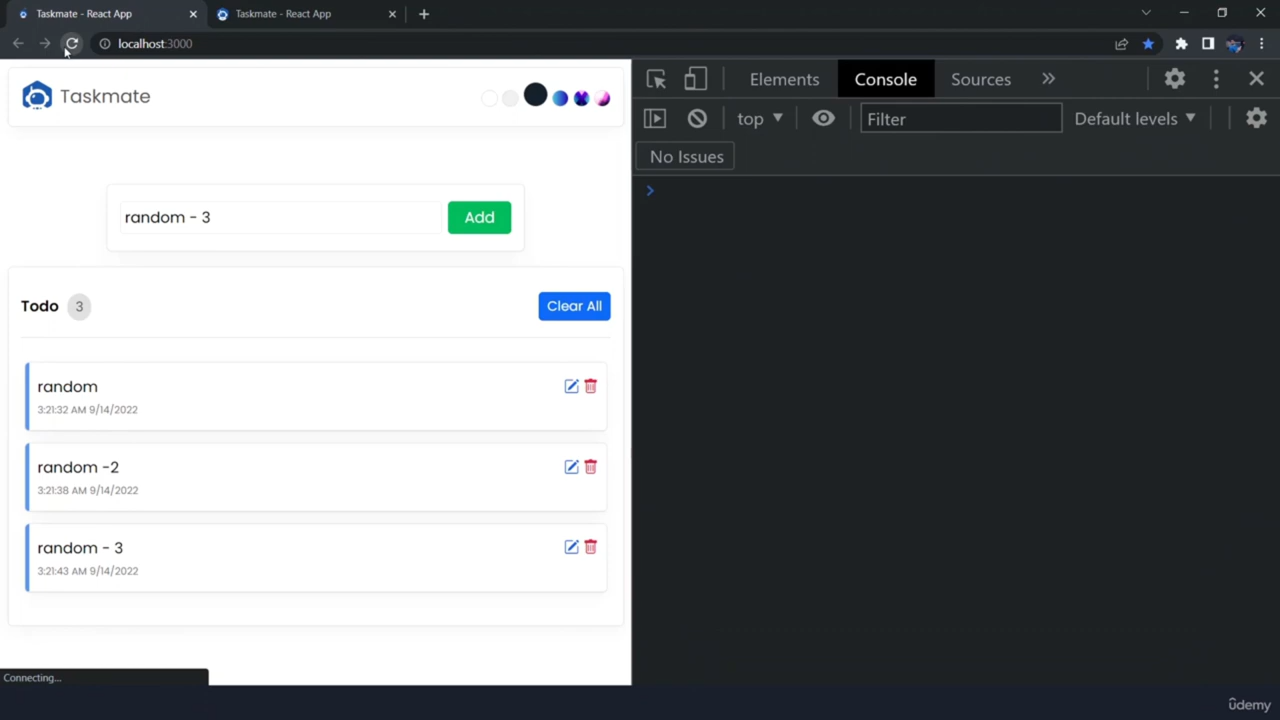 Taskmate - React App
Taskmate - React App
localhost:3000
Taskmate
Elements Console Sources
top Filter Default levels
No Issues
random - 3 Add
Todo 3 Clear All
random
3:21:32 AM 9/14/2022
random -2
3:21:38 AM 9/14/2022
random - 3
3:21:43 AM 9/14/2022
Connecting...
ûdemy